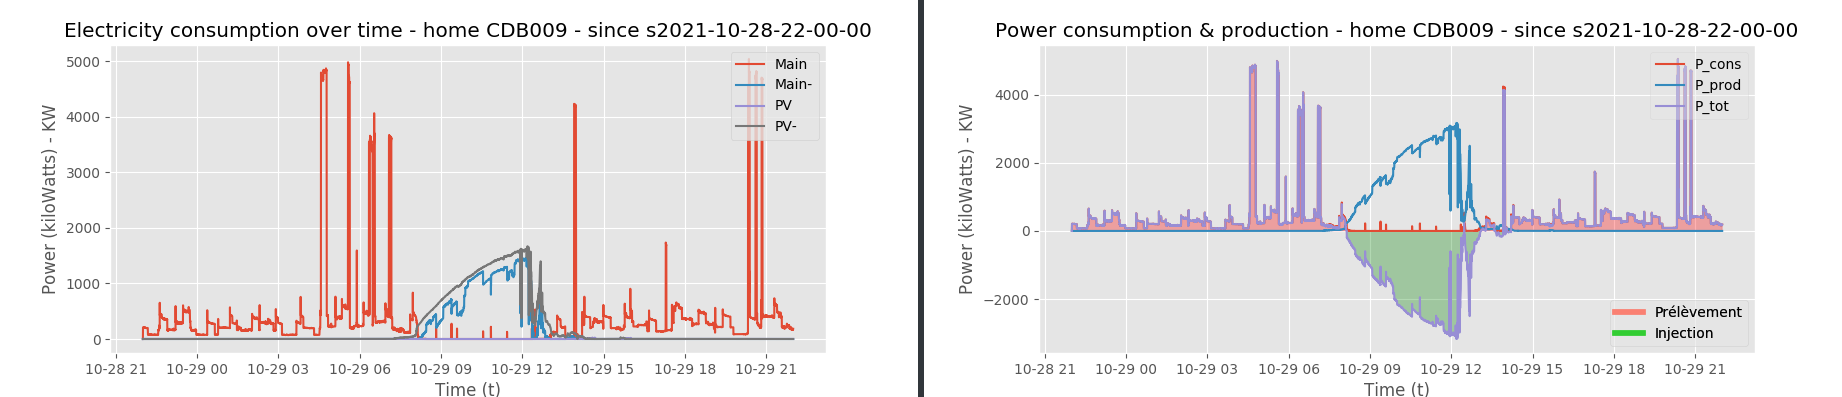 Electricity consumption over time - home CDB009 - since s2021-10-28-22-00-00
Power (kiloWatts) - KW
5000
4000
3000
2000
1000
0
Main
Main-
PV
PV-
10-28 21 10-29 00 10-29 03 10-29 06 10-29 09 10-29 12 10-29 15 10-29 18 10-29 21
Time (t)
Power consumption & production - home CDB009 - since s2021-10-28-22-00-00
Power (kiloWatts) - KW
4000
2000
0
−2000
P_cons
P_prod
P_tot
Prélèvement
Injection
10-28 21 10-29 00 10-29 03 10-29 06 10-29 09 10-29 12 10-29 15 10-29 18 10-29 21
Time (t)